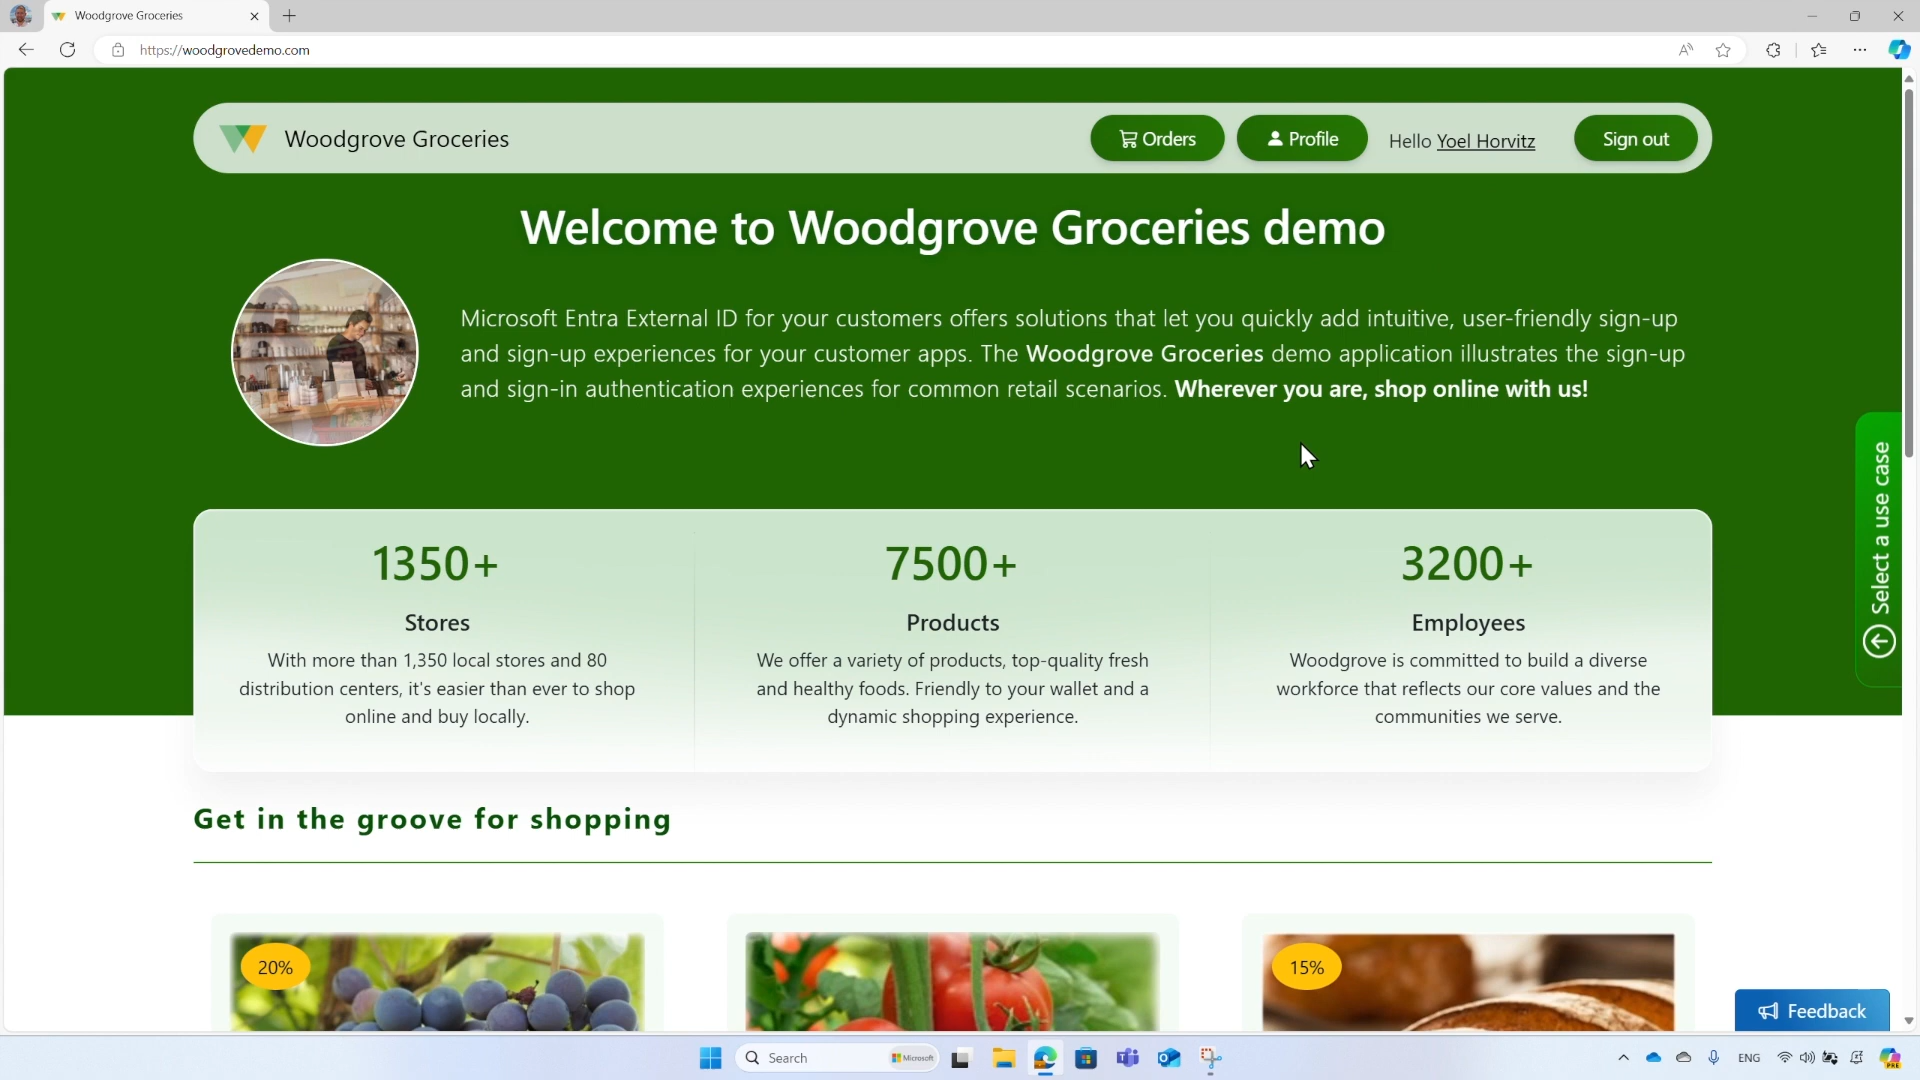 Woodgrove Groceries
https://woodgrovedemo.com
Woodgrove Groceries
Orders
Profile
Hello Yoel Horvitz
Sign out
Welcome to Woodgrove Groceries demo
Microsoft Entra External ID for your customers offers solutions that let you quickly add intuitive, user-friendly sign-up
and sign-up experiences for your customer apps. The Woodgrove Groceries demo application illustrates the sign-up
and sign-in authentication experiences for common retail scenarios. Wherever you are, shop online with us!
Select a use case
1350+
Stores
With more than 1,350 local stores and 80
distribution centers, it's easier than ever to shop
online and buy locally.
7500+
Products
We offer a variety of products, top-quality fresh
and healthy foods. Friendly to your wallet and a
dynamic shopping experience.
3200+
Employees
Woodgrove is committed to build a diverse
workforce that reflects our core values and the
communities we serve.
Get in the groove for shopping
20%
15%
Feedback
Search
Microsoft
ENG
PRE